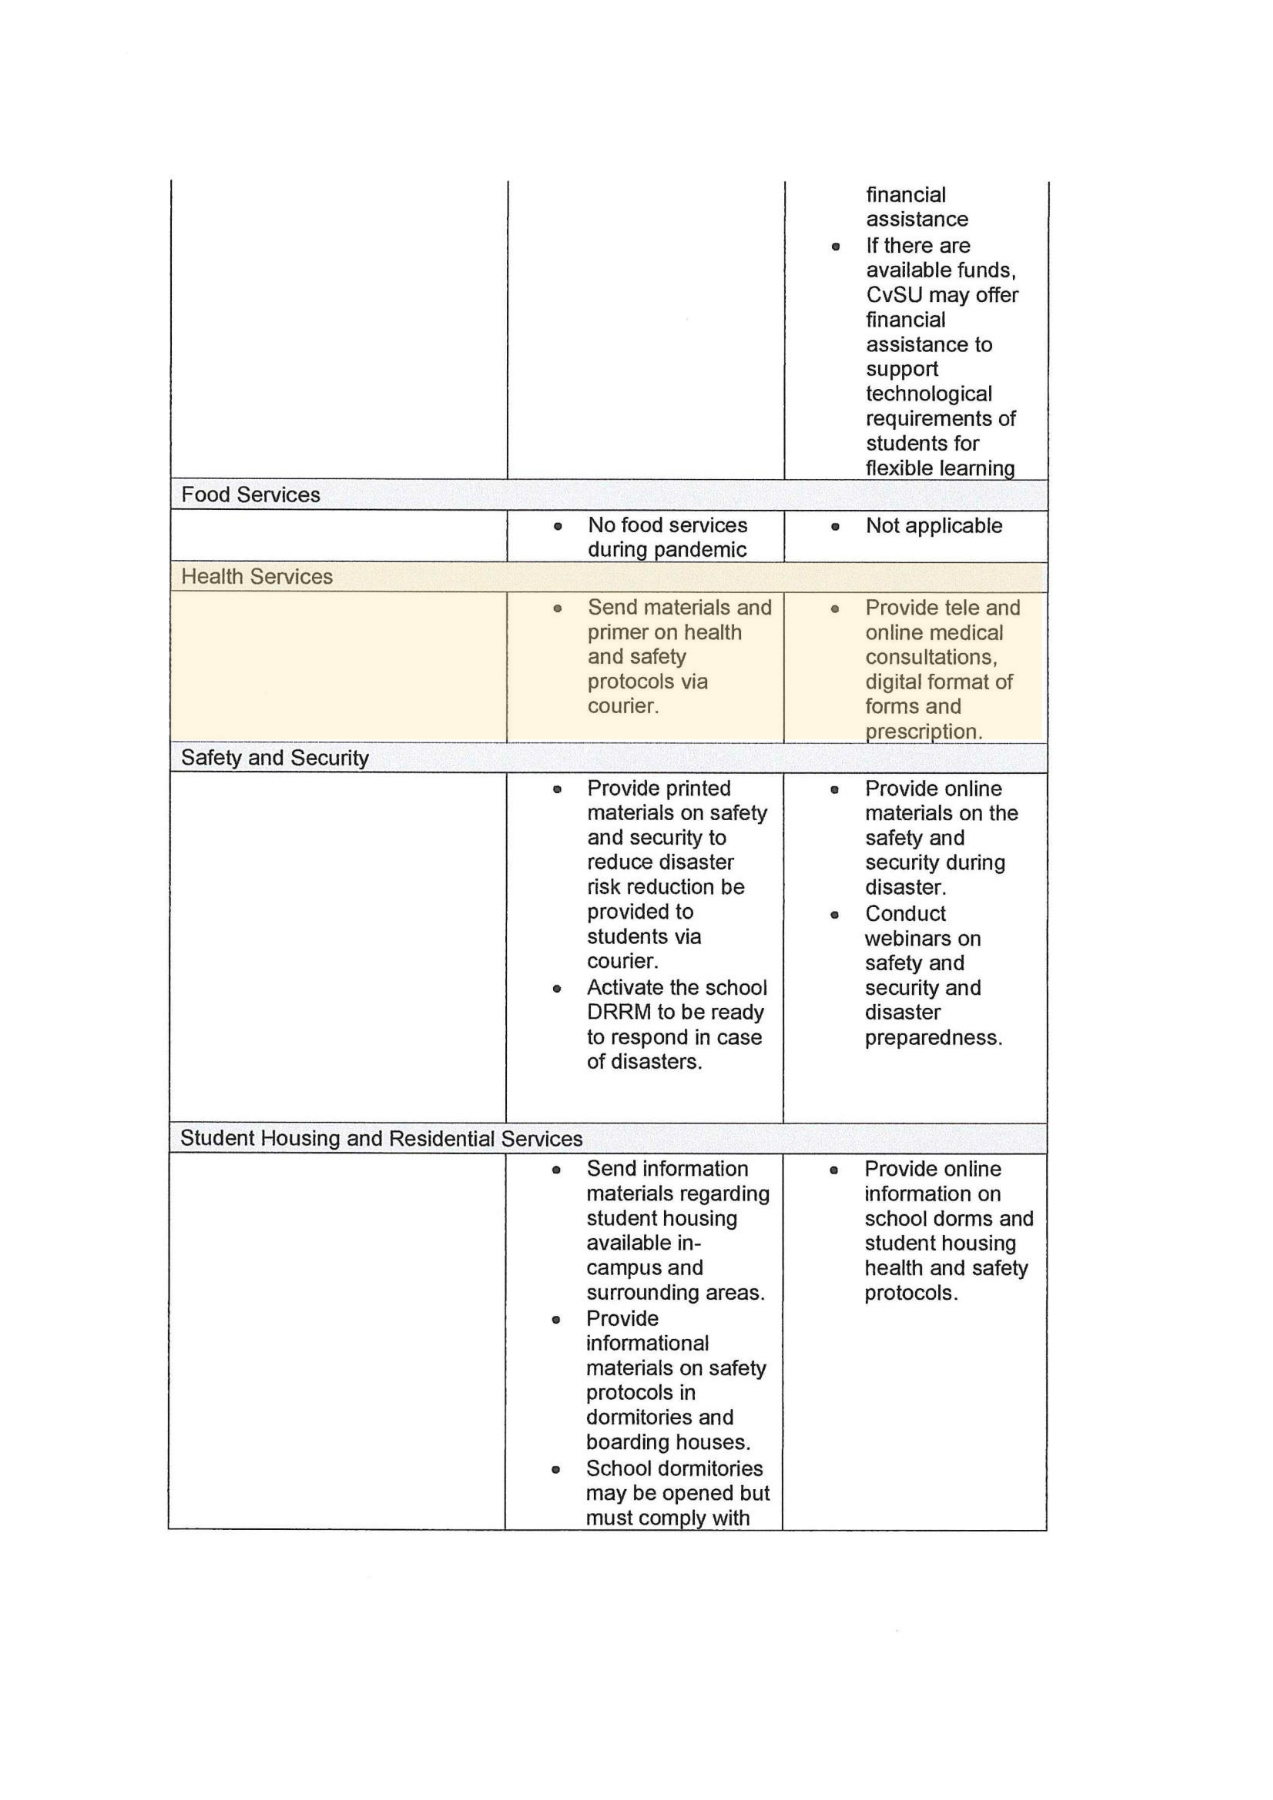 financial
assistance
• If there are
available funds,
CvSU may offer
financial
assistance to
support
technological
requirements of
students for
flexible learning
Food Services
• No food services
during pandemic
• Not applicable
Health Services
• Send materials and
primer on health
and safety
protocols via
courier.
• Provide tele and
online medical
consultations,
digital format of
forms and
prescription.
Safety and Security
• Provide printed
materials on safety
and security to
reduce disaster
risk reduction be
provided to
students via
courier.
• Activate the school
DRRM to be ready
to respond in case
of disasters.
• Provide online
materials on the
safety and
security during
disaster.
• Conduct
webinars on
safety and
security and
disaster
preparedness.
Student Housing and Residential Services
• Send information
materials regarding
student housing
available in-
campus and
surrounding areas.
• Provide
informational
materials on safety
protocols in
dormitories and
boarding houses.
• School dormitories
may be opened but
must comply with
• Provide online
information on
school dorms and
student housing
health and safety
protocols.